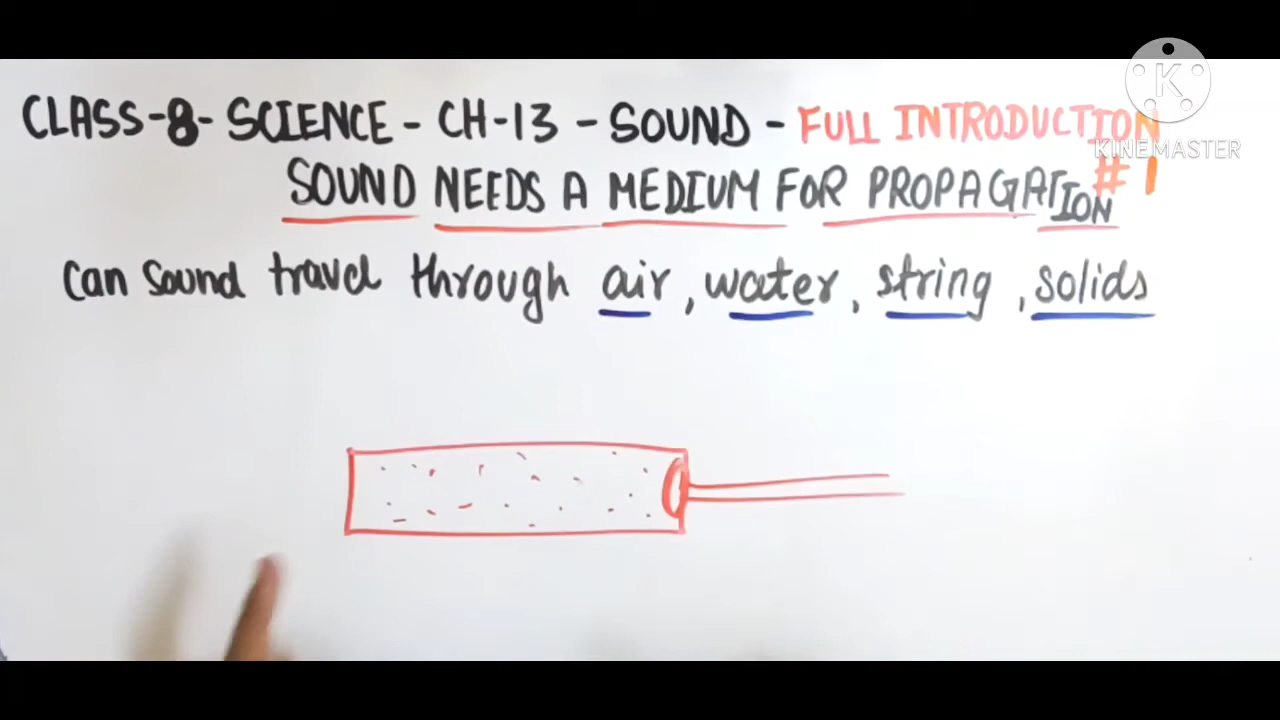 CLASS-8-SCIENCE-CH-13-SOUND-FULL INTRODUCTION
SOUND NEEDS A MEDIUM FOR PROPAGATION #1
Can Sound travel through air, water, string, solids
K
KINEMASTER